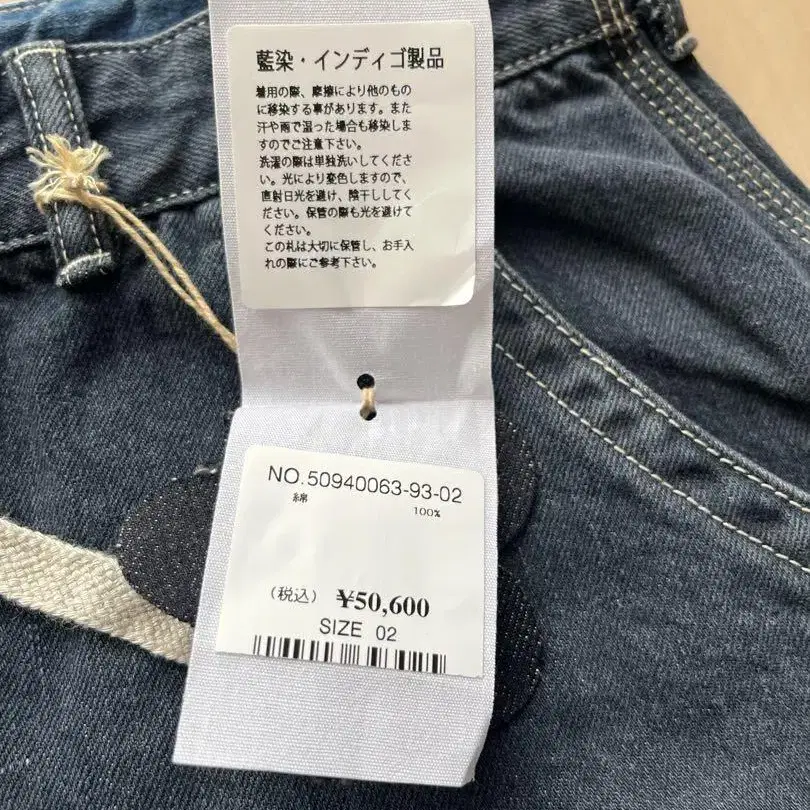 藍染・インディゴ製品
着用の際、摩擦により他のもの
に移染する事があります。また
汗や雨で湿った場合も移染しま
すのでご注意下さい。
洗濯の際は単独洗いしてくださ
い。光により変色しますので、
直射日光を避け、陰干ししてく
ださい。保管の際も光を避けて
ください。
この札は大切に保管し、お手入
れの際にご参考下さい。
NO.50940063-93-02
綿
100%
(税込) ¥50,600
SIZE 02